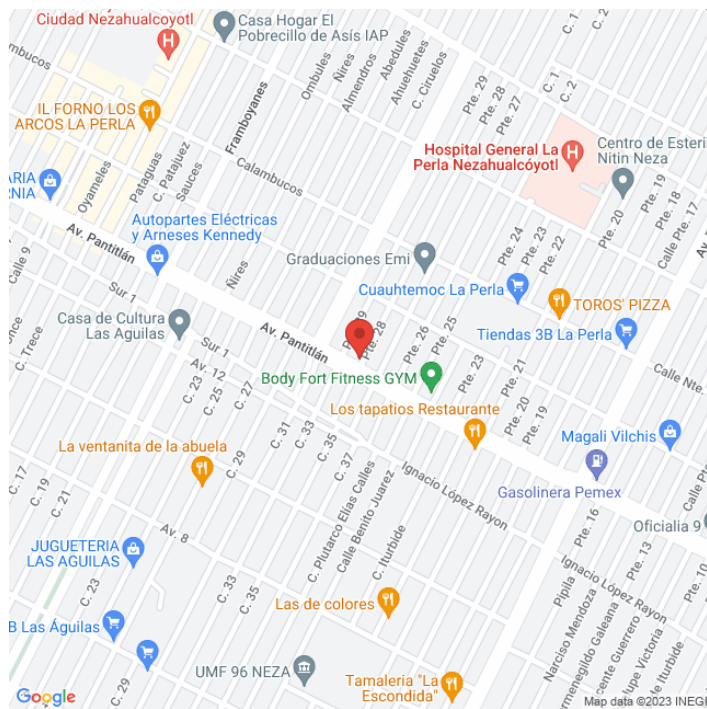 Ciudad Nezahualcoyotl
Casa Hogar El
Pobrecillo de Asís IAP
IL FORNO LOS
ARCOS LA PERLA
Framboyanes
Ombules
Ñires
Almendros
Abedules
Ahuehuetes
C. Ciruelos
Pte. 29
Pte. 28
Pte. 27
C. 1
C. 2
Hospital General La
Perla Nezahualcóyotl
Centro de Esteri
Nitin Neza
Oyameles
Pataguas
C. Patajuez
Sauces
Calambucos
Autopartes Eléctricas
y Arneses Kennedy
Av. Pantitlán
Calle 9
Sur 1
Ñires
Graduaciones Emi
Cuauhtemoc La Perla
Pte. 24
Pte. 23
Pte. 22
Pte. 20
Pte. 19
Pte. 18
Calle Pte. 17
TOROS' PIZZA
Tiendas 3B La Perla
Casa de Cultura
Las Aguilas
C. Trece
Sur 1
Av. Pantitlán
Pte. 28
Pte. 26
Pte. 25
Pte. 23
Pte. 21
Pte. 20
Pte. 19
Calle Nte.
Body Fort Fitness GYM
Los tapatios Restaurante
Av. 12
C. 23
C. 25
C. 27
C. 29
C. 31
C. 33
C. 35
C. 37
La ventanita de la abuela
Magali Vilchis
Gasolinera Pemex
Ignacio López Rayon
C. Plutarco Elías Calles
Calle Benito Juarez
C. Iturbide
C. 17
C. 19
C. 21
Av. 8
Oficialia 9
Pte. 16
Pte. 13
Pte. 10
Ignacio López Rayon
JUGUETERIA
LAS AGUILAS
C. 23
C. 33
C. 35
Las de colores
Pipila
Narciso Mendoza
B Las Águilas
C. 29
UMF 96 NEZA
Tamaleria "La
Escondida"
Google
Map data ©2023 INEGI